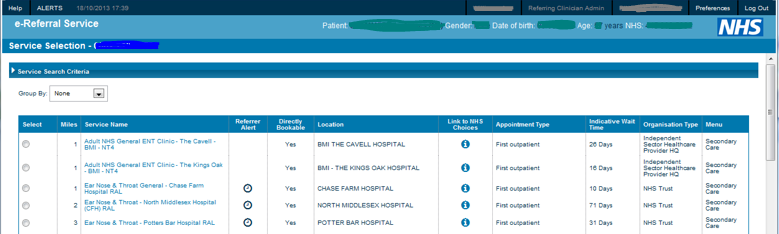 Help ALERTS 18/10/2013 17:39 Referring Clinician Admin Preferences Log Out
e-Referral Service
Patient: Gender: Date of birth: Age: years NHS: NHS
Service Selection -
Service Search Criteria
Group By: None
Select Miles Service Name Referrer Alert Directly Bookable Location Link to NHS Choices Appointment Type Indicative Wait Time Organisation Type Menu
1 Adult NHS General ENT Clinic - The Cavell - BMI - NT4 Yes BMI THE CAVELL HOSPITAL First outpatient 26 Days Independent Sector Healthcare Provider HQ Secondary Care
1 Adult NHS General ENT Clinic - The Kings Oak - BMI - NT4 Yes BMI - THE KINGS OAK HOSPITAL First outpatient 16 Days Independent Sector Healthcare Provider HQ Secondary Care
1 Ear Nose & Throat General - Chase Farm Hospital RAL Yes CHASE FARM HOSPITAL First outpatient 10 Days NHS Trust Secondary Care
2 Ear Nose & Throat - North Middlesex Hospital (CFH) RAL Yes NORTH MIDDLESEX HOSPITAL First outpatient 71 Days NHS Trust Secondary Care
3 Ear Nose & Throat - Potters Bar Hospital RAL Yes POTTER BAR HOSPITAL First outpatient 31 Days NHS Trust Secondary Care